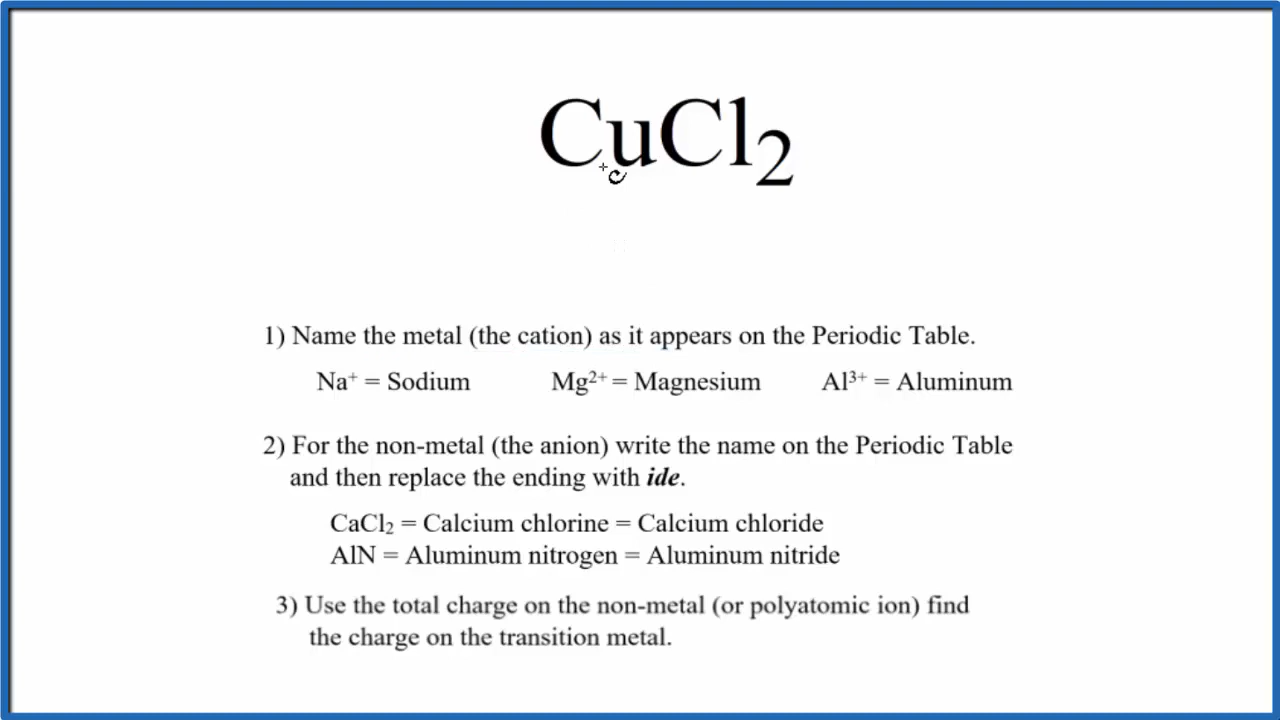 CuCl₂
1) Name the metal (the cation) as it appears on the Periodic Table.
Na⁺ = Sodium Mg²⁺ = Magnesium Al³⁺ = Aluminum
2) For the non-metal (the anion) write the name on the Periodic Table
and then replace the ending with ide.
CaCl₂ = Calcium chlorine = Calcium chloride
AlN = Aluminum nitrogen = Aluminum nitride
3) Use the total charge on the non-metal (or polyatomic ion) find
the charge on the transition metal.